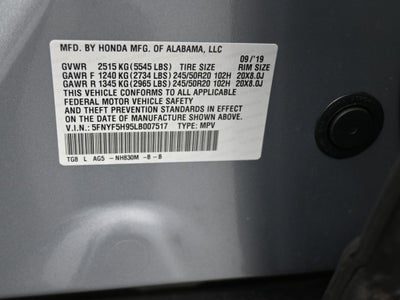 MFD. BY HONDA MFG. OF ALABAMA, LLC
09/'19
GVWR 2515 KG (5545 LBS) TIRE SIZE RIM SIZE
GAWR F 1240 KG (2734 LBS) 245/50R20 102H 20X8.0J
GAWR R 1345 KG (2965 LBS) 245/50R20 102H 20X8.0J
THIS VEHICLE CONFORMS TO ALL APPLICABLE
FEDERAL MOTOR VEHICLE SAFETY
AND THEFT PREVENTION STANDARDS IN EFFECT ON
THE DATE OF MANUFACTURE SHOWN ABOVE.
V.I.N.: 5FNYF5H95LB007517 TYPE: MPV
TG8 L AG5 -NH830M -B -B